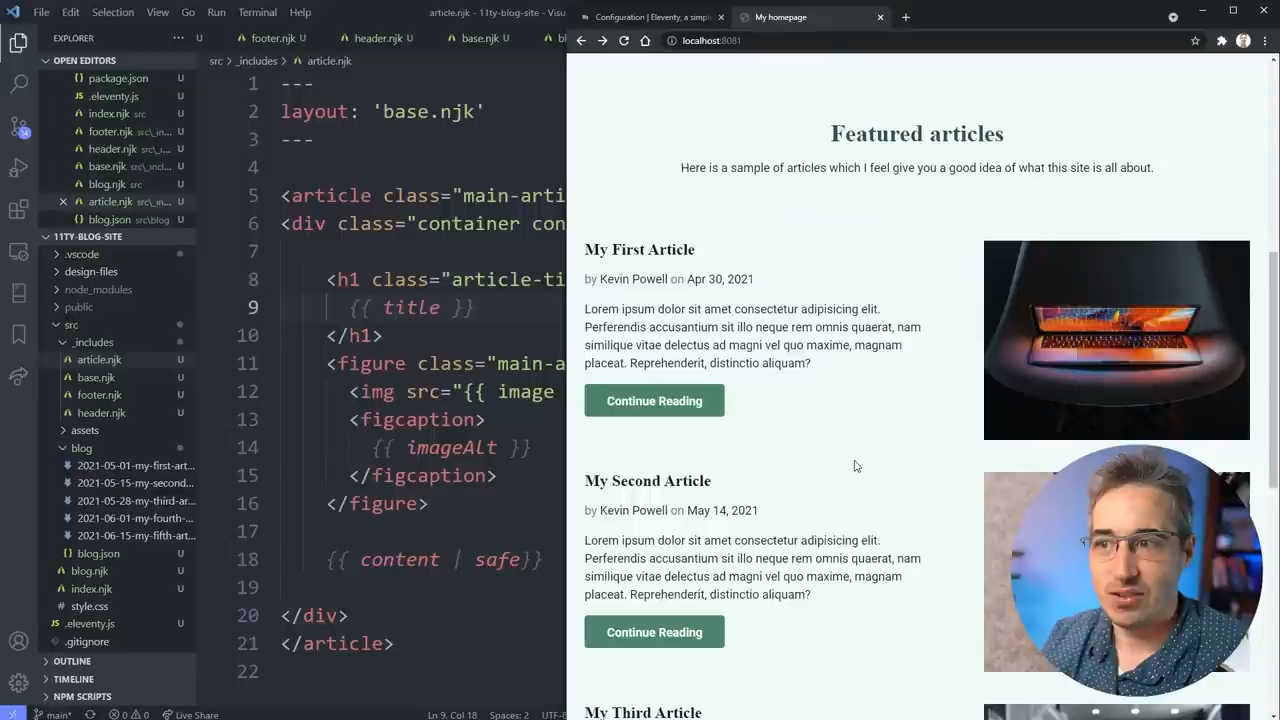 File
Edit
Selection
View
Go
Run
Terminal
Help
article.njk - 11ty-blog-site - Visu
EXPLORER
footer.njk U
header.njk U
base.njk U
bl
OPEN EDITORS
package.json U
.eleventy.js U
index.njk src U
footer.njk src\_in... U
header.njk src\_in... U
base.njk src\_incl... U
blog.njk src U
article.njk src\_in... U
blog.json src\blog U
11TY-BLOG-SITE
.vscode
design-files
node_modules
public
src
_includes
article.njk U
base.njk U
footer.njk U
header.njk U
assets
blog
2021-05-01-my-first-art... U
2021-05-15-my-second... U
2021-05-28-my-third-ar... U
2021-06-01-my-fourth-... U
2021-06-15-my-fifth-art... U
blog.json U
blog.njk U
index.njk U
style.css U
.eleventy.js U
.gitignore U
OUTLINE
TIMELINE
NPM SCRIPTS
src > _includes > article.njk
1 ---
2 layout: 'base.njk'
3 ---
4
5 <article class="main-arti
6 <div class="container con
7
8 <h1 class="article-ti
9 {{ title }}
10 </h1>
11 <figure class="main-a
12 <img src="{{ image
13 <figcaption>
14 {{ imageAlt }}
15 </figcaption>
16 </figure>
17
18 {{ content | safe}}
19
20 </div>
21 </article>
22
main*
0 0
Live Share
Ln 9, Col 18
Spaces: 2
UTF-8
Configuration | Eleventy, a simpl
My homepage
localhost:8081
Featured articles
Here is a sample of articles which I feel give you a good idea of what this site is all about.
My First Article
by Kevin Powell on Apr 30, 2021
Lorem ipsum dolor sit amet consectetur adipisicing elit.
Perferendis accusantium sit illo neque rem omnis quaerat, nam
similique vitae delectus ad magni vel quo maxime, magnam
placeat. Reprehenderit, distinctio aliquam?
Continue Reading
My Second Article
by Kevin Powell on May 14, 2021
Lorem ipsum dolor sit amet consectetur adipisicing elit.
Perferendis accusantium sit illo neque rem omnis quaerat, nam
similique vitae delectus ad magni vel quo maxime, magnam
placeat. Reprehenderit, distinctio aliquam?
Continue Reading
My Third Article